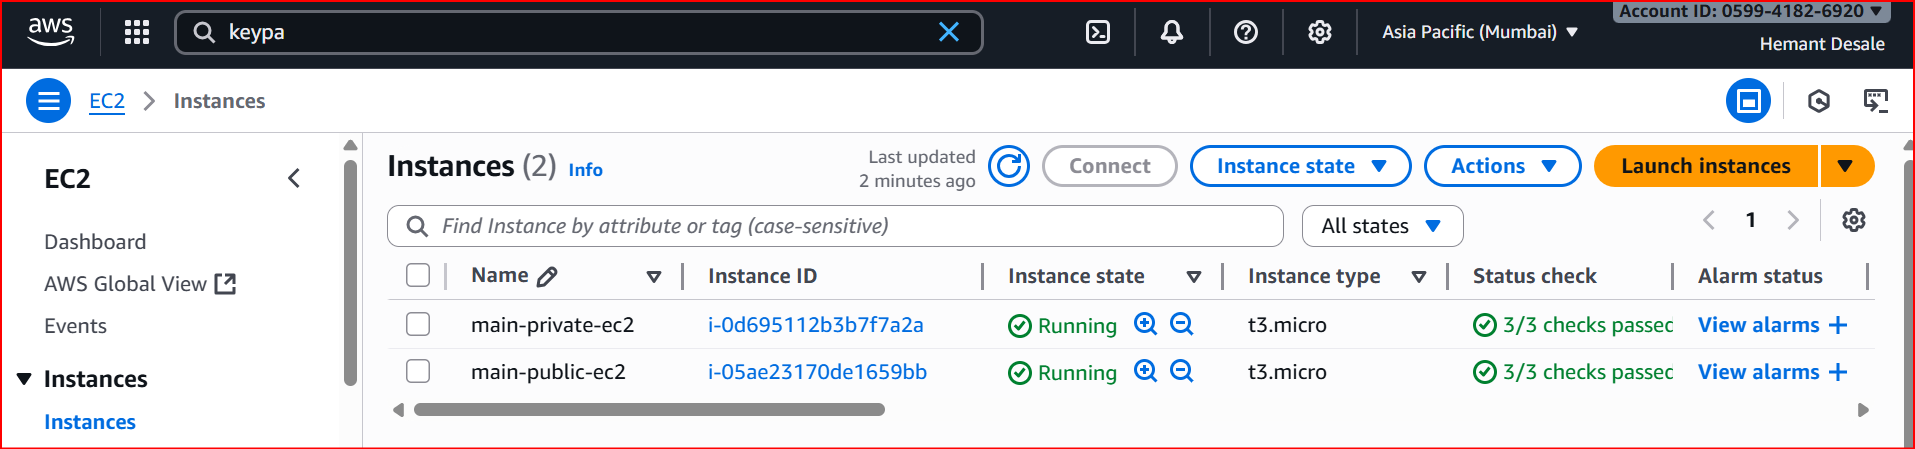 aws
keypa
Asia Pacific (Mumbai)
Account ID: 0599-4182-6920
Hemant Desale
EC2 Instances
EC2
Dashboard
AWS Global View
Events
Instances
Instances
Instances (2) Info
Last updated
2 minutes ago
Connect
Instance state
Actions
Launch instances
Find Instance by attribute or tag (case-sensitive)
All states
1
Name Instance ID Instance state Instance type Status check Alarm status
main-private-ec2 i-0d695112b3b7f7a2a Running t3.micro 3/3 checks passed View alarms +
main-public-ec2 i-05ae23170de1659bb Running t3.micro 3/3 checks passed View alarms +